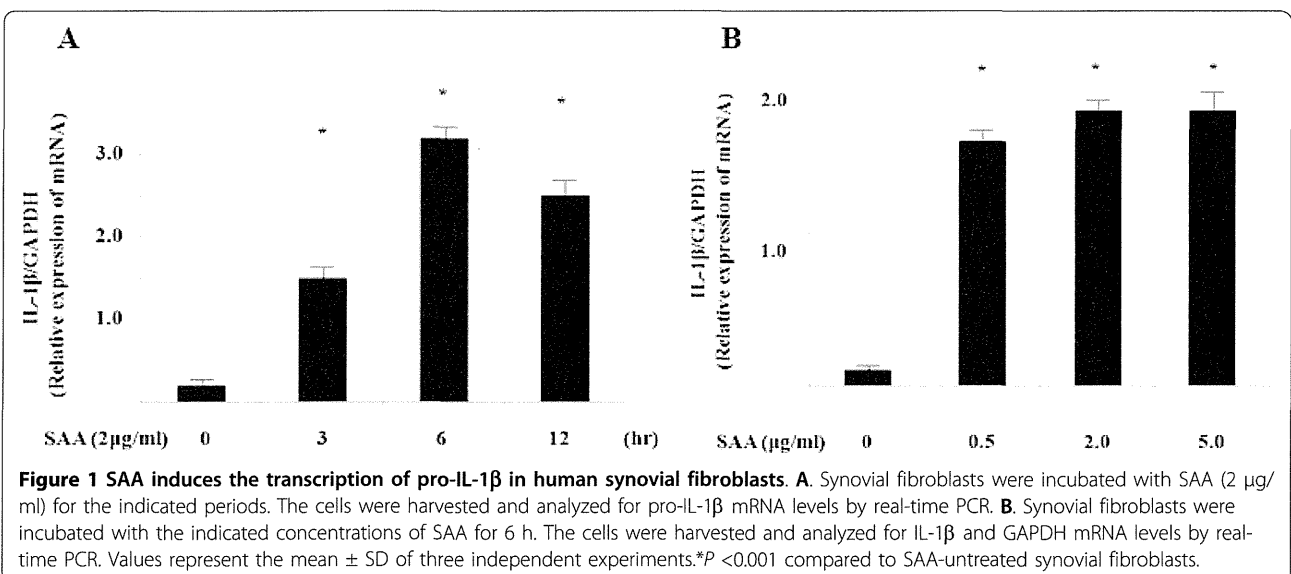 A
B
* * *
* * *
IL-1β/GAPDH
(Relative expression of mRNA)
3.0
2.0
1.0
SAA (2µg/ml) 0 3 6 12 (hr)
IL-1β/GAPDH
(Relative expression of mRNA)
2.0
1.0
SAA (µg/ml) 0 0.5 2.0 5.0
Figure 1 SAA induces the transcription of pro-IL-1β in human synovial fibroblasts. A. Synovial fibroblasts were incubated with SAA (2 μg/
ml) for the indicated periods. The cells were harvested and analyzed for pro-IL-1β mRNA levels by real-time PCR. B. Synovial fibroblasts were
incubated with the indicated concentrations of SAA for 6 h. The cells were harvested and analyzed for IL-1β and GAPDH mRNA levels by real-
time PCR. Values represent the mean ± SD of three independent experiments.*P <0.001 compared to SAA-untreated synovial fibroblasts.